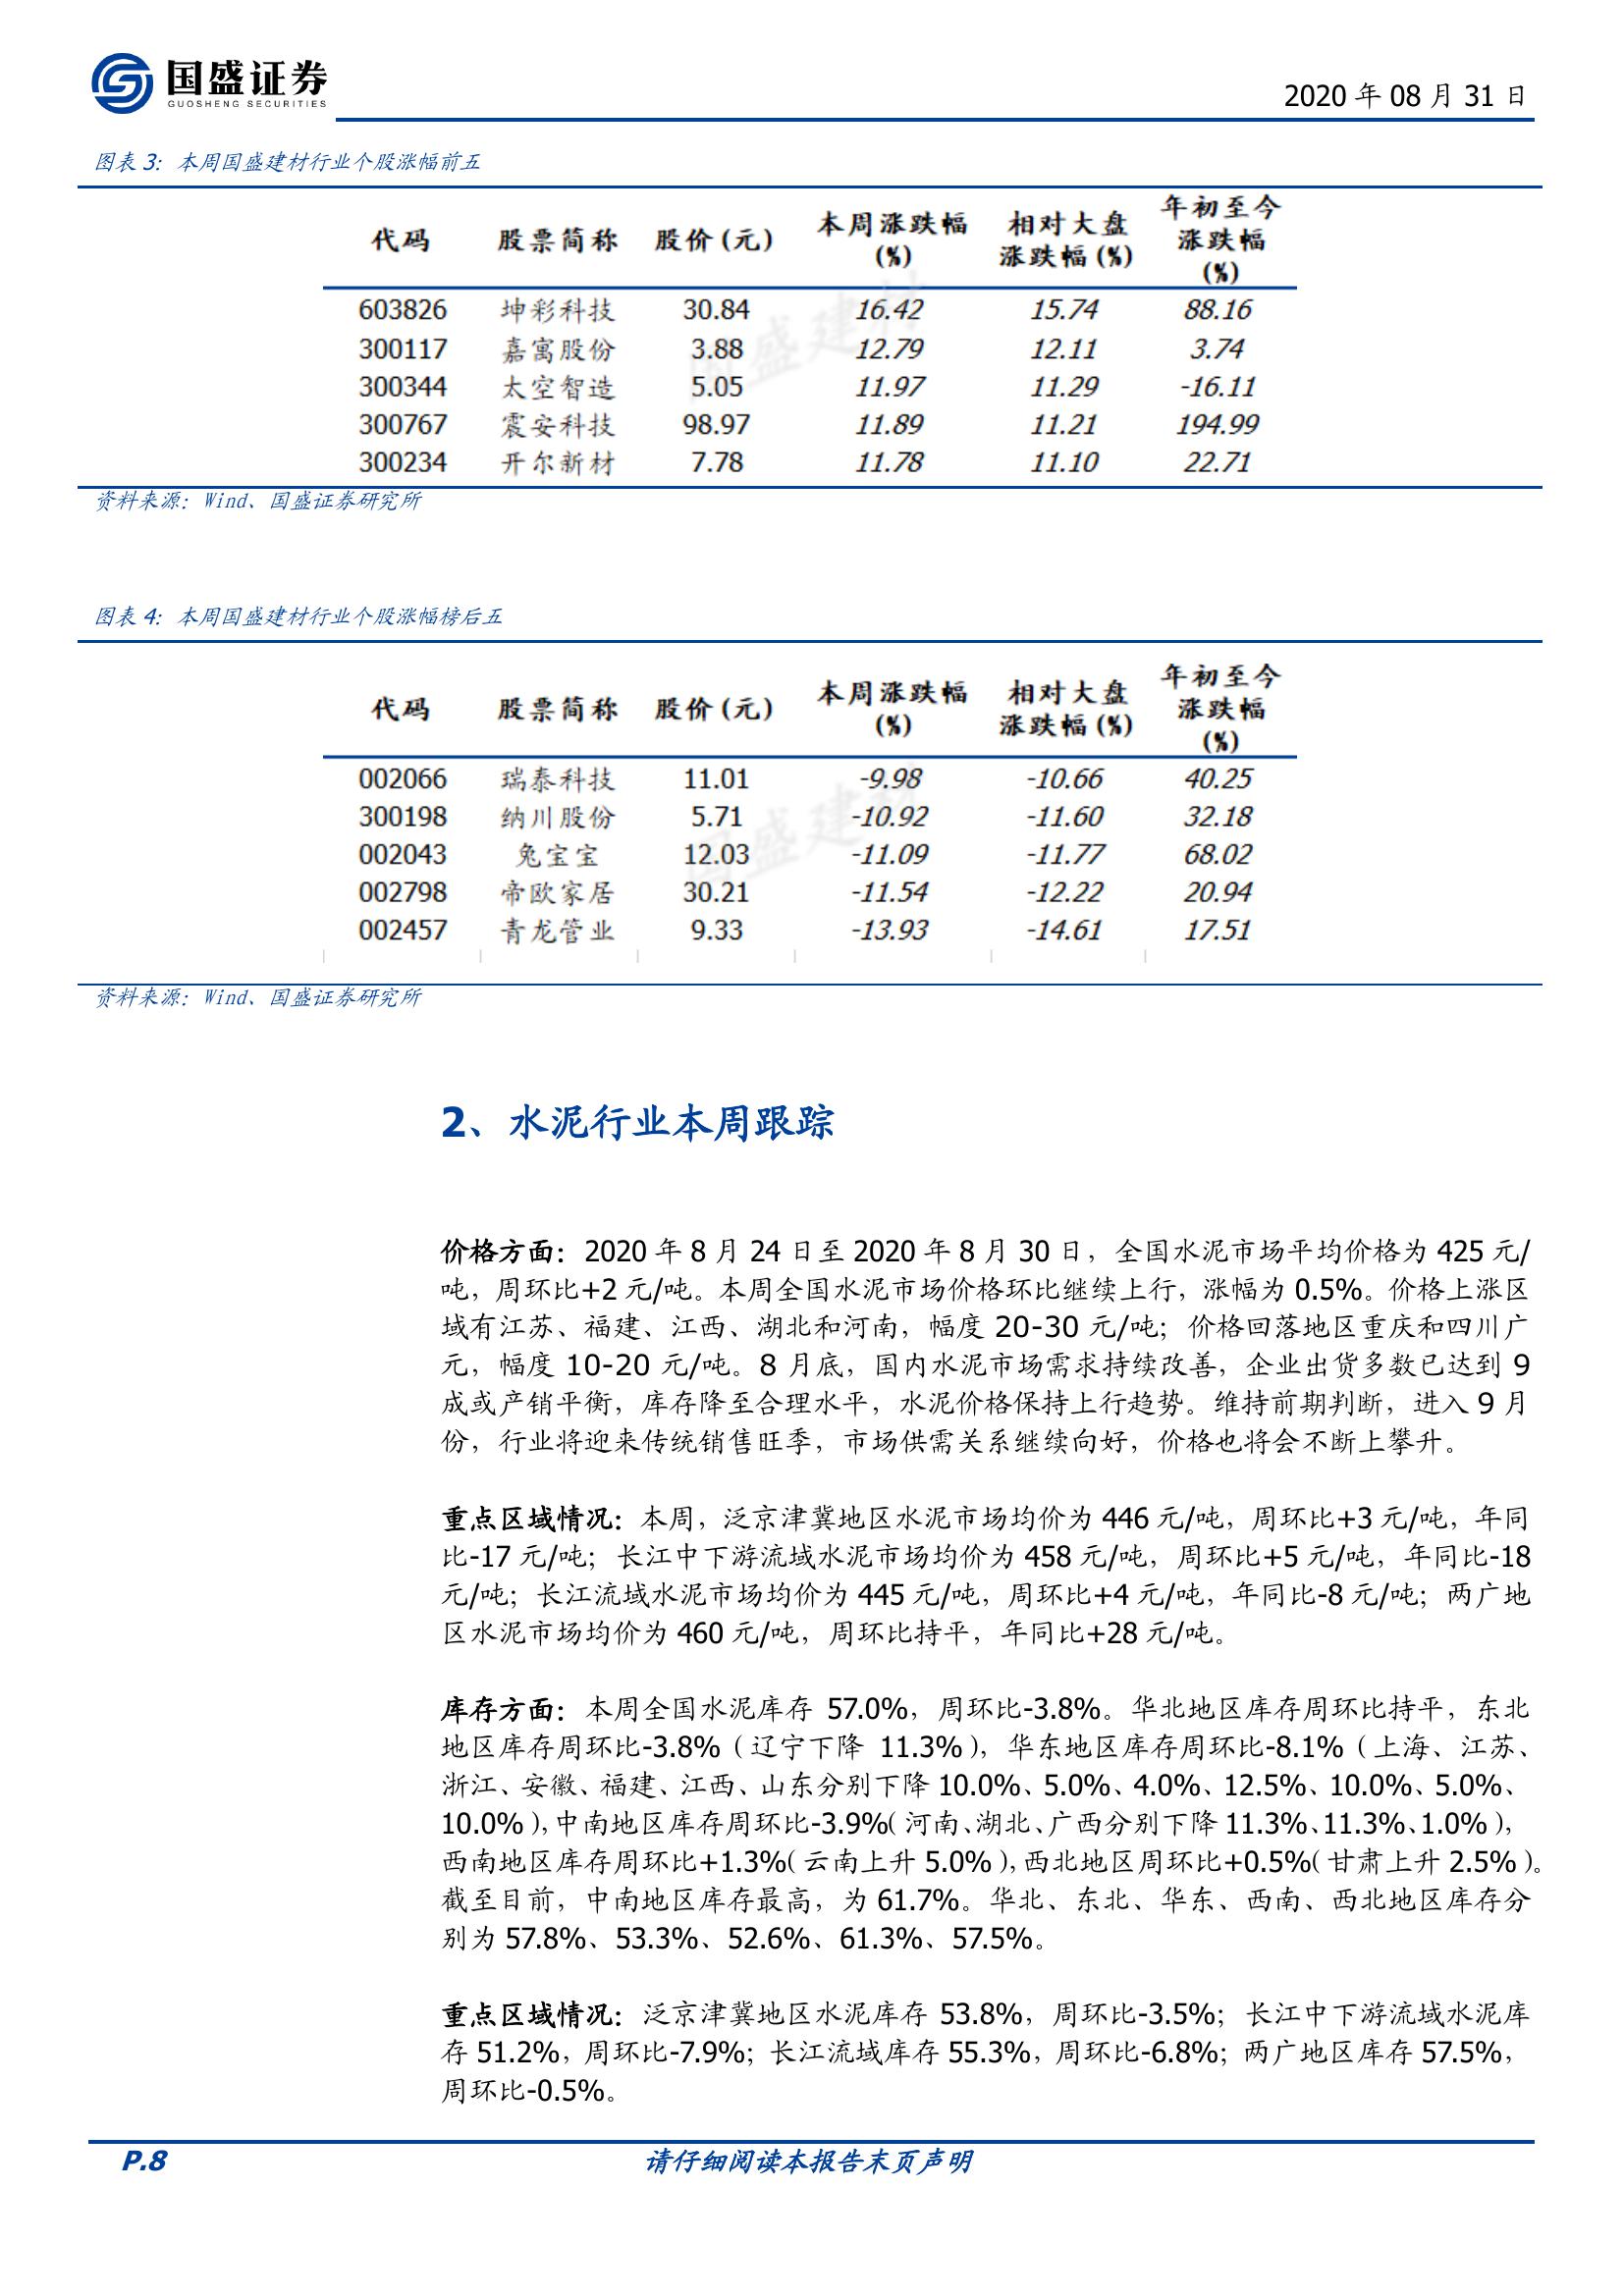 国盛证券
GUOSHENG SECURITIES
2020 年 08 月 31 日
图表 3：本周国盛建材行业个股涨幅前五
代码 股票简称 股价(元) 本周涨跌幅(%) 相对大盘涨跌幅(%) 年初至今涨跌幅(%)
603826 坤彩科技 30.84 16.42 15.74 88.16
300117 嘉寓股份 3.88 12.79 12.11 3.74
300344 太空智造 5.05 11.97 11.29 -16.11
300767 震安科技 98.97 11.89 11.21 194.99
300234 开尔新材 7.78 11.78 11.10 22.71
国盛建材
资料来源：Wind、国盛证券研究所
图表 4：本周国盛建材行业个股涨幅榜后五
代码 股票简称 股价(元) 本周涨跌幅(%) 相对大盘涨跌幅(%) 年初至今涨跌幅(%)
002066 瑞泰科技 11.01 -9.98 -10.66 40.25
300198 纳川股份 5.71 -10.92 -11.60 32.18
002043 兔宝宝 12.03 -11.09 -11.77 68.02
002798 帝欧家居 30.21 -11.54 -12.22 20.94
002457 青龙管业 9.33 -13.93 -14.61 17.51
国盛建材
资料来源：Wind、国盛证券研究所
2、水泥行业本周跟踪
价格方面：2020 年 8 月 24 日至 2020 年 8 月 30 日，全国水泥市场平均价格为 425 元/
吨，周环比+2 元/吨。本周全国水泥市场价格环比继续上行，涨幅为 0.5%。价格上涨区
域有江苏、福建、江西、湖北和河南，幅度 20-30 元/吨；价格回落地区重庆和四川广
元，幅度 10-20 元/吨。8 月底，国内水泥市场需求持续改善，企业出货多数已达到 9
成或产销平衡，库存降至合理水平，水泥价格保持上行趋势。维持前期判断，进入 9 月
份，行业将迎来传统销售旺季，市场供需关系继续向好，价格也将会不断上攀升。
重点区域情况：本周，泛京津冀地区水泥市场均价为 446 元/吨，周环比+3 元/吨，年同
比-17 元/吨；长江中下游流域水泥市场均价为 458 元/吨，周环比+5 元/吨，年同比-18
元/吨；长江流域水泥市场均价为 445 元/吨，周环比+4 元/吨，年同比-8 元/吨；两广地
区水泥市场均价为 460 元/吨，周环比持平，年同比+28 元/吨。
库存方面：本周全国水泥库存 57.0%，周环比-3.8%。华北地区库存周环比持平，东北
地区库存周环比-3.8%（辽宁下降 11.3%），华东地区库存周环比-8.1%（上海、江苏、
浙江、安徽、福建、江西、山东分别下降 10.0%、5.0%、4.0%、12.5%、10.0%、5.0%、
10.0%），中南地区库存周环比-3.9%（河南、湖北、广西分别下降 11.3%、11.3%、1.0%），
西南地区库存周环比+1.3%（云南上升 5.0%），西北地区周环比+0.5%（甘肃上升 2.5%）。
截至目前，中南地区库存最高，为 61.7%。华北、东北、华东、西南、西北地区库存分
别为 57.8%、53.3%、52.6%、61.3%、57.5%。
重点区域情况：泛京津冀地区水泥库存 53.8%，周环比-3.5%；长江中下游流域水泥库
存 51.2%，周环比-7.9%；长江流域库存 55.3%，周环比-6.8%；两广地区库存 57.5%，
周环比-0.5%。
P.8 请仔细阅读本报告末页声明